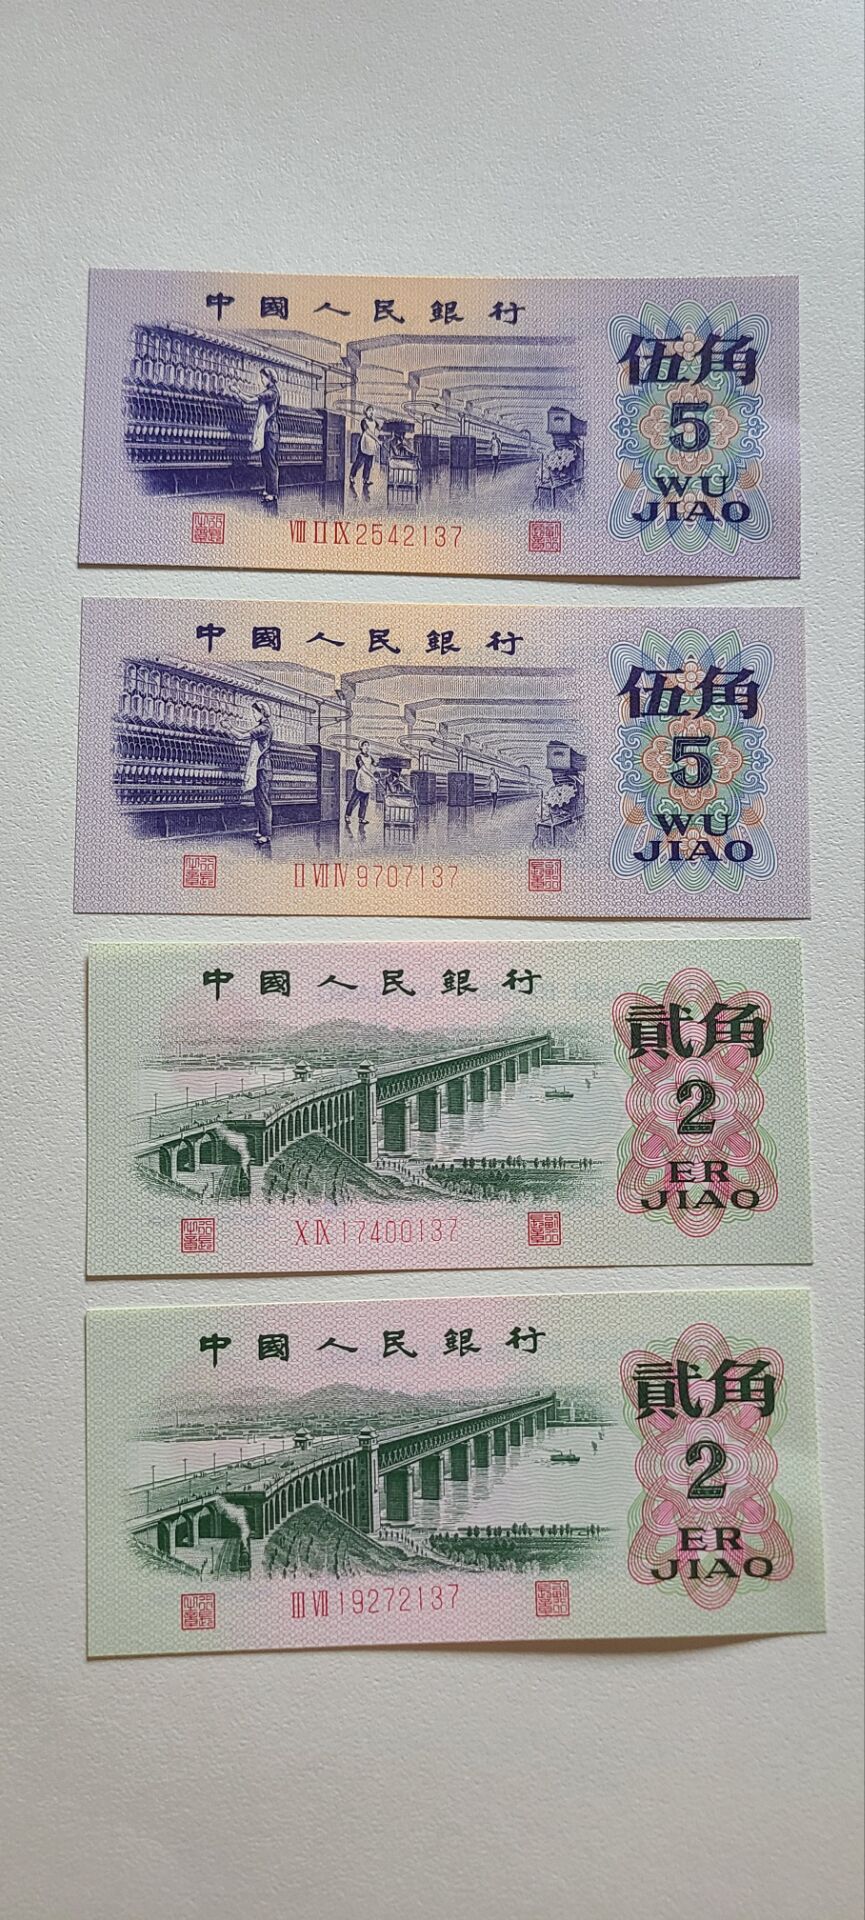 中國人民銀行
伍角
5
WU
JIAO
VIII II IX 2542137
中國人民銀行
伍角
5
WU
JIAO
II VII IV 9707137
中國人民銀行
貳角
2
ER
JIAO
X IX 17400137
中國人民銀行
貳角
2
ER
JIAO
III VII 19272137